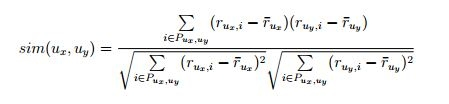 sim(u_x, u_y) = \frac{\sum_{i \in P_{u_x, u_y}} (r_{u_x, i} - \bar{r}_{u_x})(r_{u_y, i} - \bar{r}_{u_y})}{\sqrt{\sum_{i \in P_{u_x, u_y}} (r_{u_x, i} - \bar{r}_{u_x})^2} \sqrt{\sum_{i \in P_{u_x, u_y}} (r_{u_y, i} - \bar{r}_{u_y})^2}}